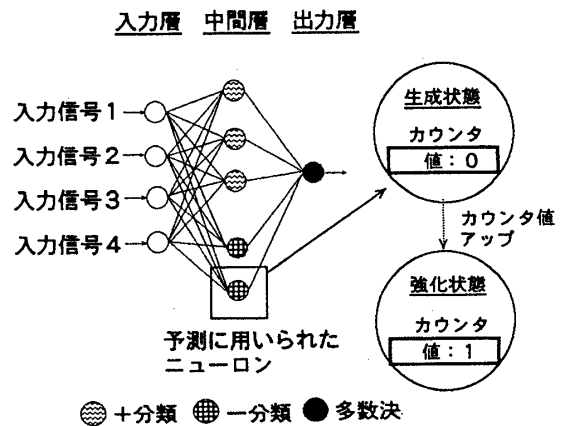 入力層 中間層 出力層
入力信号1
入力信号2
入力信号3
入力信号4
予測に用いられた
ニューロン
生成状態
カウンタ
値：0
カウンタ値
アップ
強化状態
カウンタ
値：1
＋分類 －分類 多数決